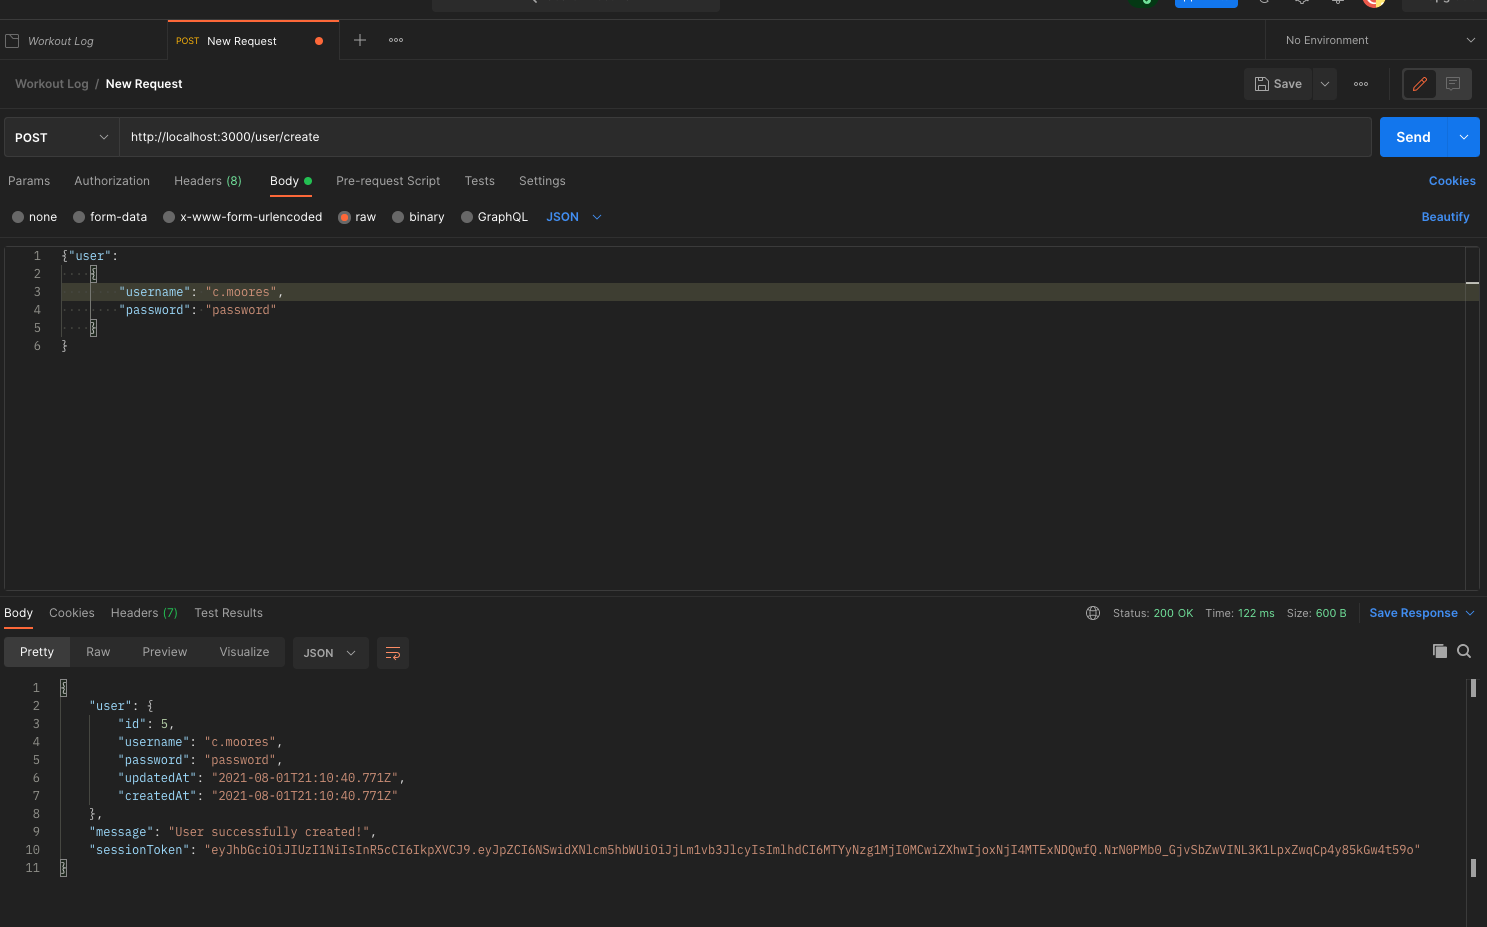 Workout Log
POST New Request
No Environment
Workout Log / New Request
Save
POST http://localhost:3000/user/create Send
Params Authorization Headers (8) Body Pre-request Script Tests Settings Cookies
none form-data x-www-form-urlencoded raw binary GraphQL JSON Beautify
1 {"user":
2 {
3 "username": "c.moores",
4 "password": "password"
5 }
6 }
Body Cookies Headers (7) Test Results Status: 200 OK Time: 122 ms Size: 600 B Save Response
Pretty Raw Preview Visualize JSON
1 {
2 "user": {
3 "id": 5,
4 "username": "c.moores",
5 "password": "password",
6 "updatedAt": "2021-08-01T21:10:40.771Z",
7 "createdAt": "2021-08-01T21:10:40.771Z"
8 },
9 "message": "User successfully created!",
10 "sessionToken": "eyJhbGciOiJIUzI1NiIsInR5cCI6IkpXVCJ9.eyJpZCI6NSwidXNlcm5hbWUiOiJjLm1vb3JlcyIsImlhdCI6MTYyNzg1MjI0MCwiZXhwIjoxNjI4MTExNDQwfQ.NrN0PMb0_GjvSbZwVINL3K1LpxZwqCp4y85kGw4t59o"
11 }